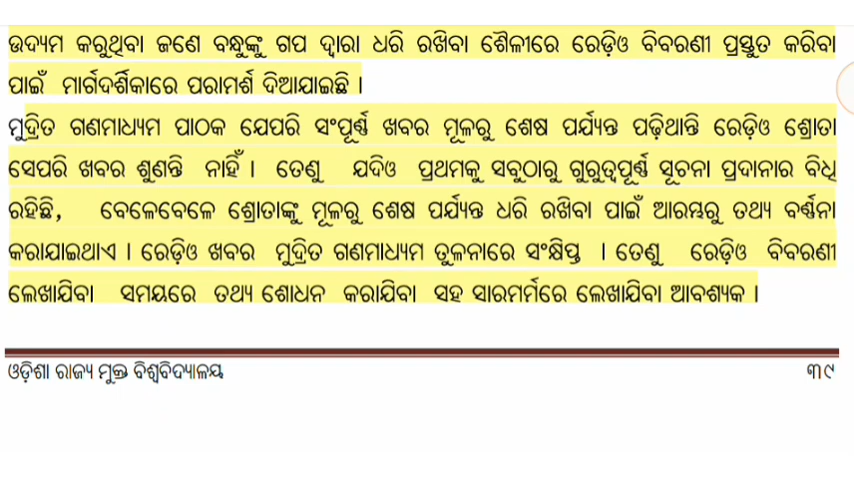 ଉଦ୍ୟମ କରୁଥିବା ଜଣେ ବନ୍ଧୁଙ୍କୁ ଗପ ଦ୍ୱାରା ଧରି ରଖିବା ଶୈଳୀରେ ରେଡ଼ିଓ ବିବରଣୀ ପ୍ରସ୍ତୁତ କରିବା
ପାଇଁ ମାର୍ଗଦର୍ଶିକାରେ ପରାମର୍ଶ ଦିଆଯାଇଛି ।
ମୁଦ୍ରିତ ଗଣମାଧ୍ୟମ ପାଠକ ଯେପରି ସଂପୂର୍ଣ୍ଣ ଖବର ମୂଳରୁ ଶେଷ ପର୍ଯ୍ୟନ୍ତ ପଢ଼ିଥାନ୍ତି ରେଡ଼ିଓ ଶ୍ରୋତା
ସେପରି ଖବର ଶୁଣନ୍ତି ନାହିଁ । ତେଣୁ ଯଦିଓ ପ୍ରଥମକୁ ସବୁଠାରୁ ଗୁରୁତ୍ୱପୂର୍ଣ୍ଣ ସୂଚନା ପ୍ରଦାନର ବିଧି
ରହିଛି, ବେଳେବେଳେ ଶ୍ରୋତାଙ୍କୁ ମୂଳରୁ ଶେଷ ପର୍ଯ୍ୟନ୍ତ ଧରି ରଖିବା ପାଇଁ ଆରମ୍ଭରୁ ତଥ୍ୟ ବର୍ଣ୍ଣନା
କରାଯାଇଥାଏ । ରେଡ଼ିଓ ଖବର ମୁଦ୍ରିତ ଗଣମାଧ୍ୟମ ତୁଳନାରେ ସଂକ୍ଷିପ୍ତ । ତେଣୁ ରେଡ଼ିଓ ବିବରଣୀ
ଲେଖାଯିବା ସମୟରେ ତଥ୍ୟ ଶୋଧନ କରାଯିବା ସହ ସାରମର୍ମରେ ଲେଖାଯିବା ଆବଶ୍ୟକ ।
ଓଡ଼ିଶା ରାଜ୍ୟ ମୁକ୍ତ ବିଶ୍ୱବିଦ୍ୟାଳୟ ୩୯